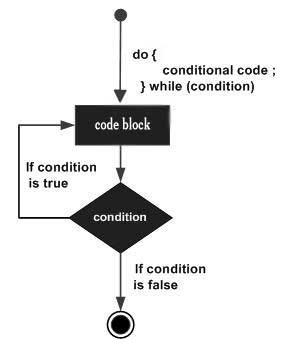 do {
conditional code ;
} while (condition)
code block
If condition
is true
condition
If condition
is false